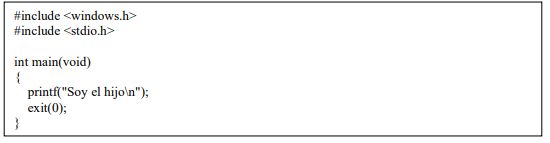 #include <windows.h>
#include <stdio.h>
int main(void)
{
printf("Soy el hijo\n");
exit(0);
}